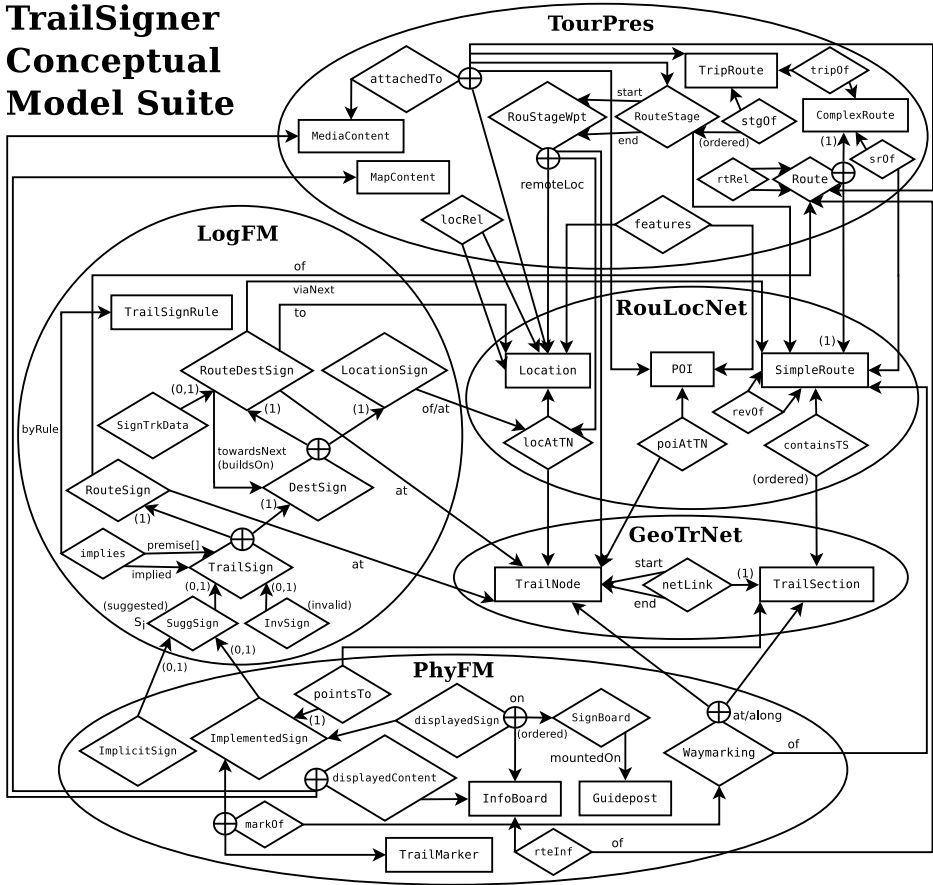 TrailSigner
Conceptual
Model Suite
TourPres
attachedTo
TripRoute
tripOf
RouStageWpt
start
RouteStage
stgOf
ComplexRoute
MediaContent
end
(ordered)
(1)
srOf
MapContent
remoteLoc
rtRel
Route
locRel
features
LogFM
of
viaNext
to
RouLocNet
TrailSignRule
(1)
RouteDestSign
LocationSign
Location
POI
SimpleRoute
(0,1)
SignTrkData
(1)
(1)
of/at
revOf
byRule
locAtTN
poiAtTN
containsTS
towardsNext
(buildsOn)
(ordered)
RouteSign
DestSign
at
(1)
(1)
GeoTrNet
implies
premise[]
implied
TrailSign
at
start
TrailNode
netLink
(1)
TrailSection
end
(0,1)
(0,1)
(suggested)
Si
SuggSign
InvSign
(invalid)
(0,1)
(0,1)
PhyFM
pointsTo
(1)
on
displayedSign
(ordered)
SignBoard
at/along
ImplicitSign
ImplementedSign
mountedOn
Waymarking
of
displayedContent
InfoBoard
Guidepost
markOf
TrailMarker
rteInf
of